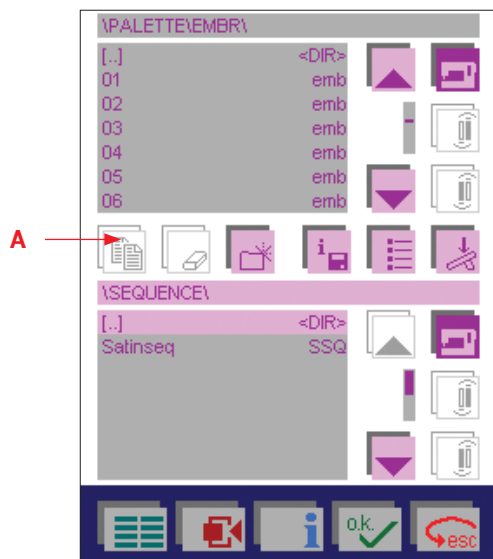 \PALETTE\EMBR\
[..] <DIR>
01 emb
02 emb
03 emb
04 emb
05 emb
06 emb
A
i
\SEQUENCE\
[..] <DIR>
Satinseq SSQ
i o.k. esc